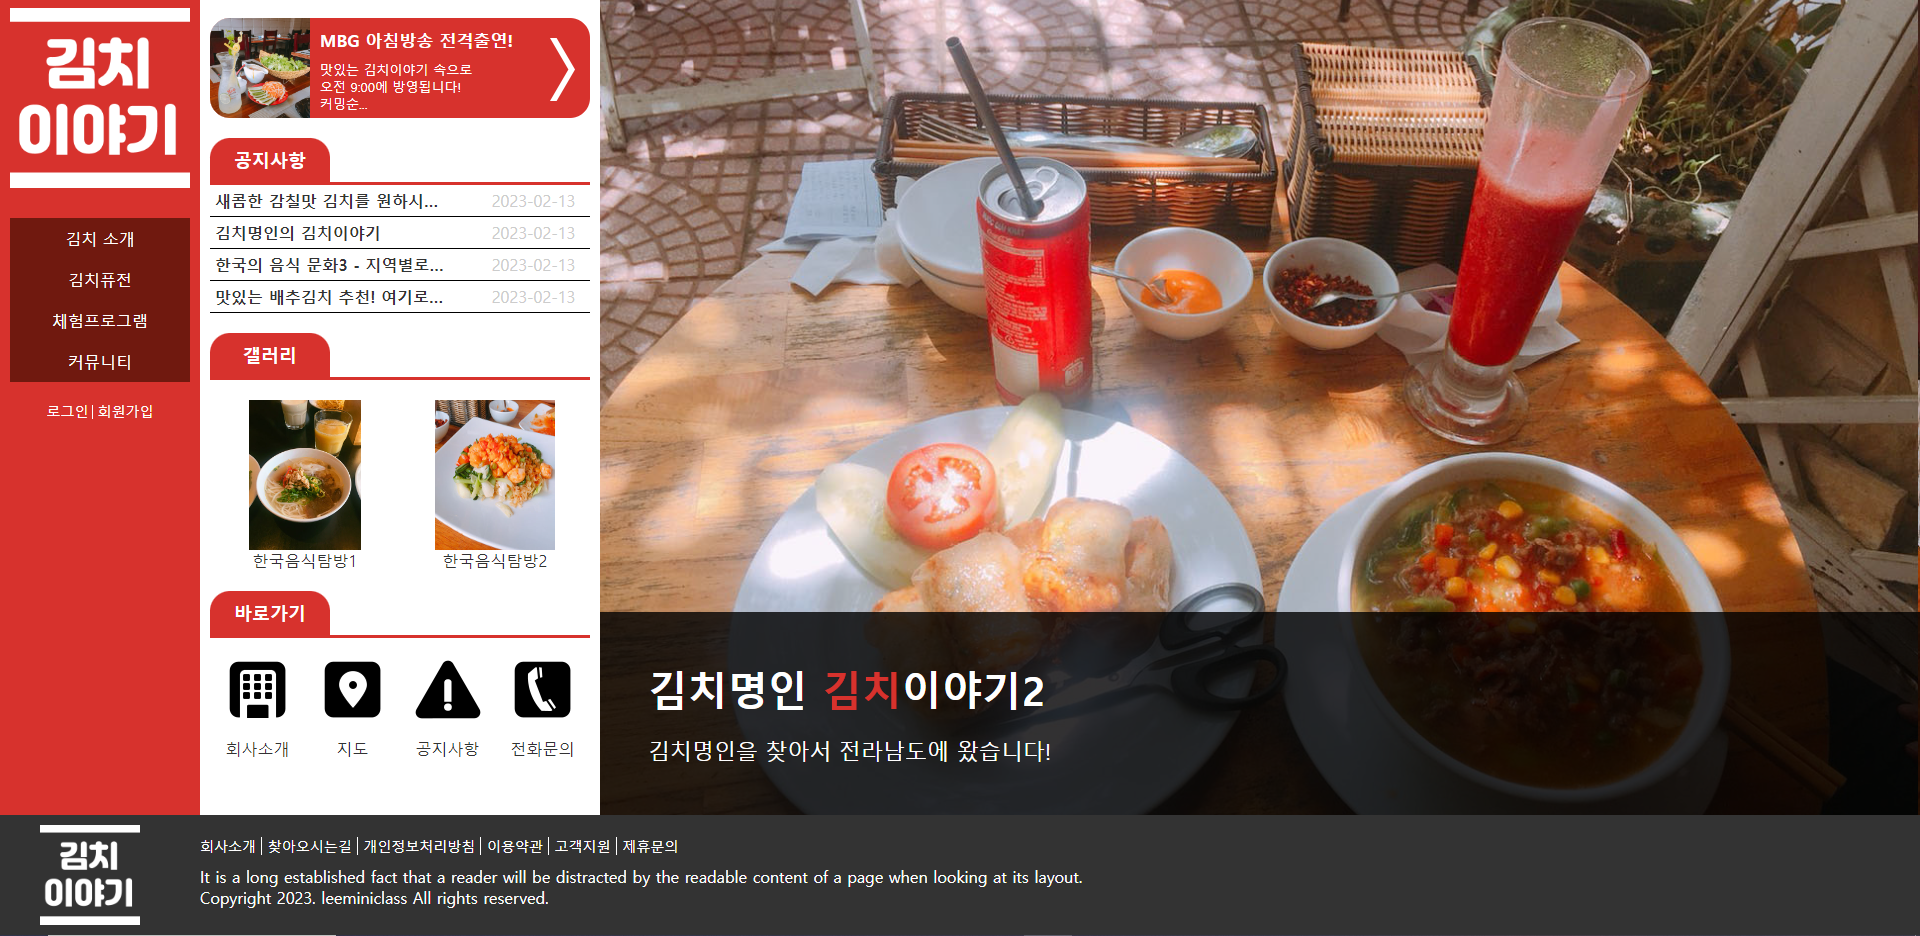 김치
이야기
김치 소개
김치퓨전
체험프로그램
커뮤니티
로그인| 회원가입
MBG 아침방송 전격출연!
맛있는 김치이야기 속으로
오전 9:00에 방영됩니다!
커밍순...
공지사항
새콤한 감칠맛 김치를 원하시... 2023-02-13
김치명인의 김치이야기 2023-02-13
한국의 음식 문화3 - 지역별로... 2023-02-13
맛있는 배추김치 추천! 여기로... 2023-02-13
갤러리
한국음식탐방1 한국음식탐방2
바로가기
회사소개 지도 공지사항 전화문의
김치명인 김치이야기2
김치명인을 찾아서 전라남도에 왔습니다!
김치
이야기
회사소개│찾아오시는길│개인정보처리방침│이용약관│고객지원│제휴문의
It is a long established fact that a reader will be distracted by the readable content of a page when looking at its layout.
Copyright 2023. leeminiclass All rights reserved.